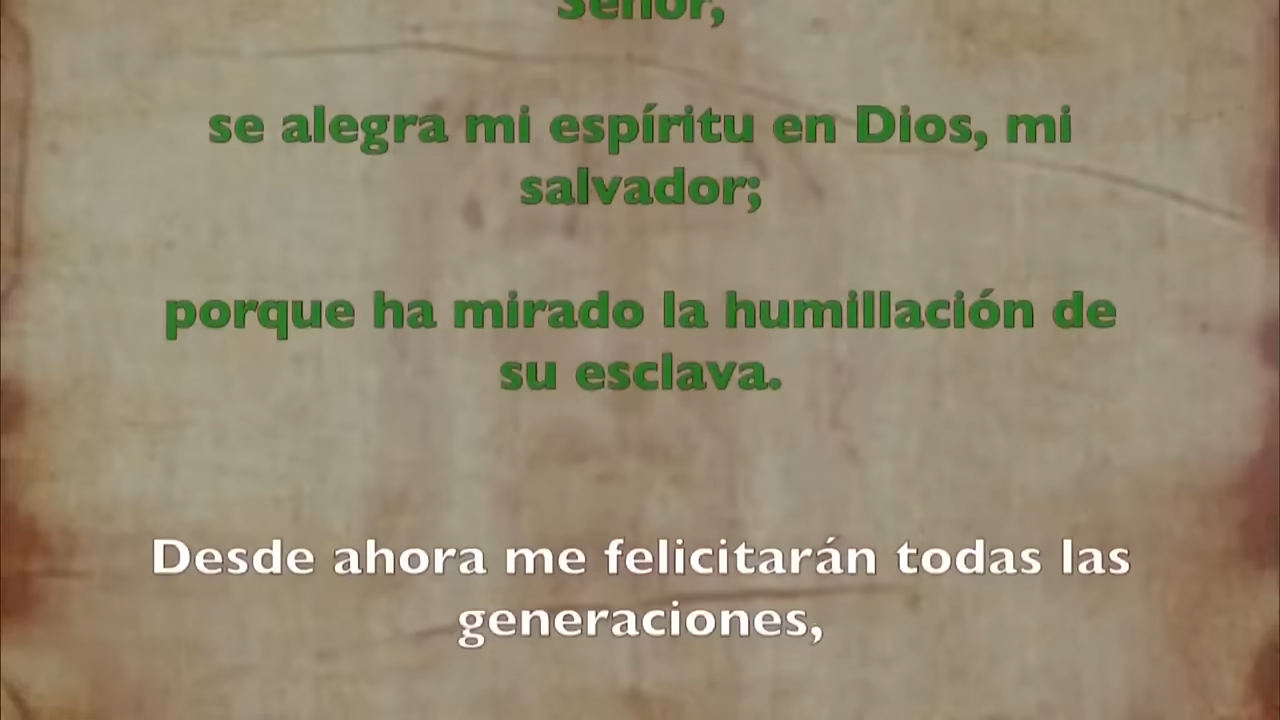 Señor,
se alegra mi espíritu en Dios, mi
salvador;
porque ha mirado la humillación de
su esclava.
Desde ahora me felicitarán todas las
generaciones,